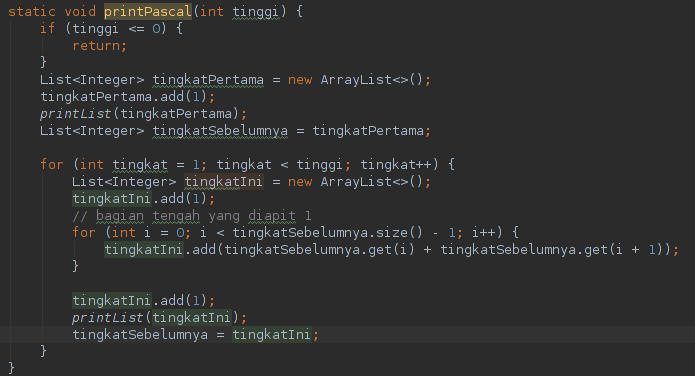 static void printPascal(int tinggi) {
    if (tinggi <= 0) {
        return;
    }
    List<Integer> tingkatPertama = new ArrayList<>();
    tingkatPertama.add(1);
    printList(tingkatPertama);
    List<Integer> tingkatSebelumnya = tingkatPertama;

    for (int tingkat = 1; tingkat < tinggi; tingkat++) {
        List<Integer> tingkatIni = new ArrayList<>();
        tingkatIni.add(1);
        // bagian tengah yang diapit 1
        for (int i = 0; i < tingkatSebelumnya.size() - 1; i++) {
            tingkatIni.add(tingkatSebelumnya.get(i) + tingkatSebelumnya.get(i + 1));
        }

        tingkatIni.add(1);
        printList(tingkatIni);
        tingkatSebelumnya = tingkatIni;
    }
}